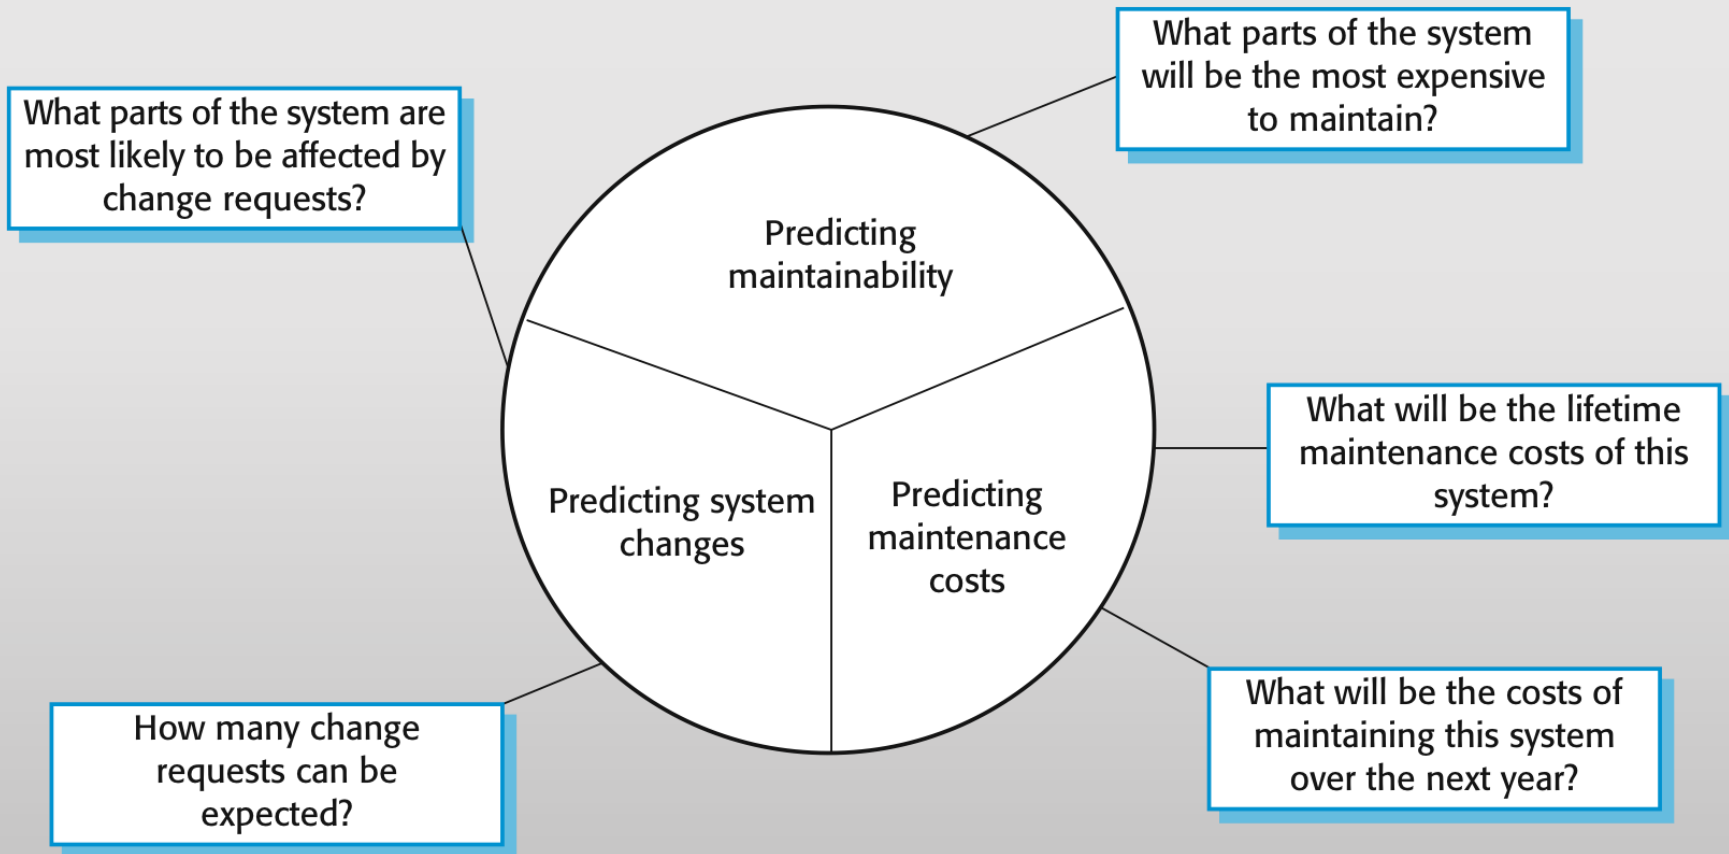 What parts of the system
will be the most expensive
to maintain?
What parts of the system are
most likely to be affected by
change requests?
Predicting
maintainability
What will be the lifetime
maintenance costs of this
system?
Predicting system
changes
Predicting
maintenance
costs
What will be the costs of
maintaining this system
over the next year?
How many change
requests can be
expected?